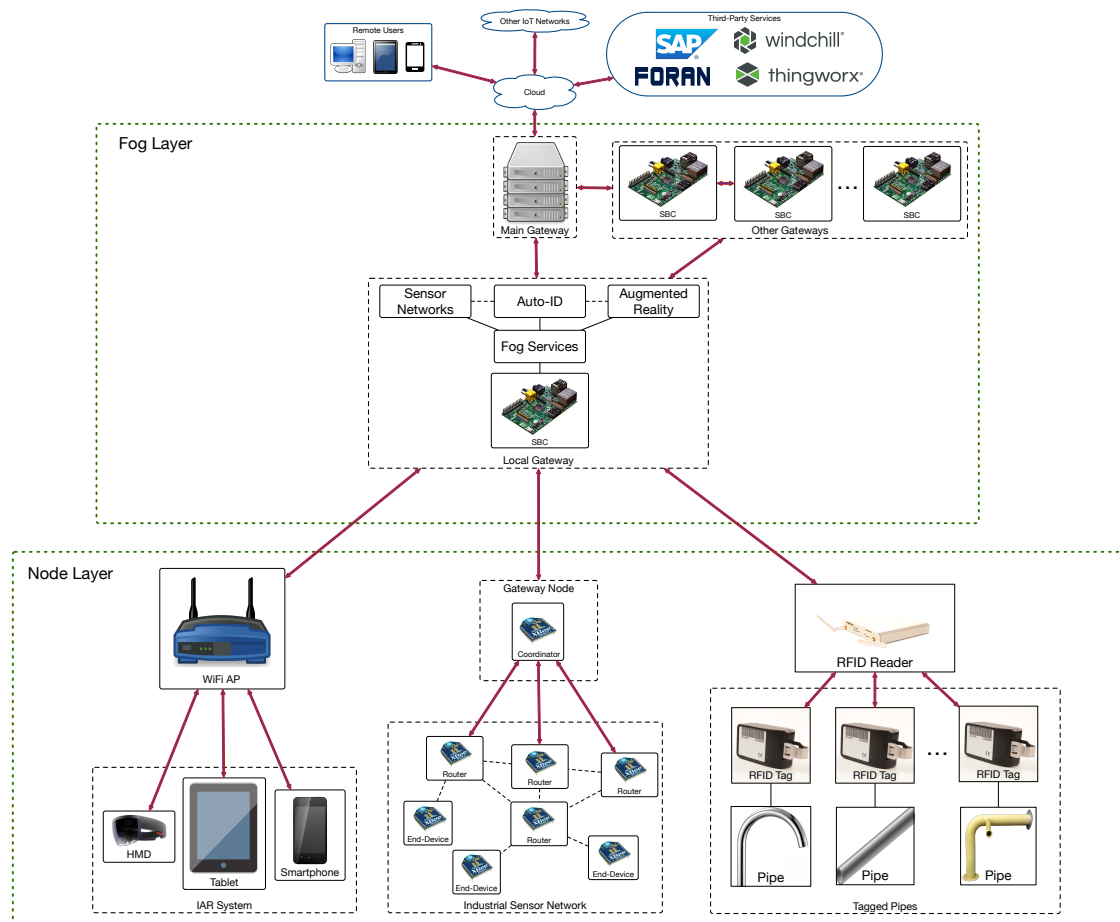 Remote Users
Other IoT Networks
Third-Party Services
SAP
windchill®
FORAN
thingworx®
Cloud
Fog Layer
SBC
SBC
...
SBC
Main Gateway
Other Gateways
Sensor
Networks
Auto-ID
Augmented
Reality
Fog Services
SBC
Local Gateway
Node Layer
Gateway Node
Coordinator
WiFi AP
RFID Reader
Router
Router
Router
RFID Tag
RFID Tag
...
RFID Tag
End-Device
Router
End-Device
End-Device
HMD
Tablet
Smartphone
Pipe
Pipe
Pipe
IAR System
Industrial Sensor Network
Tagged Pipes